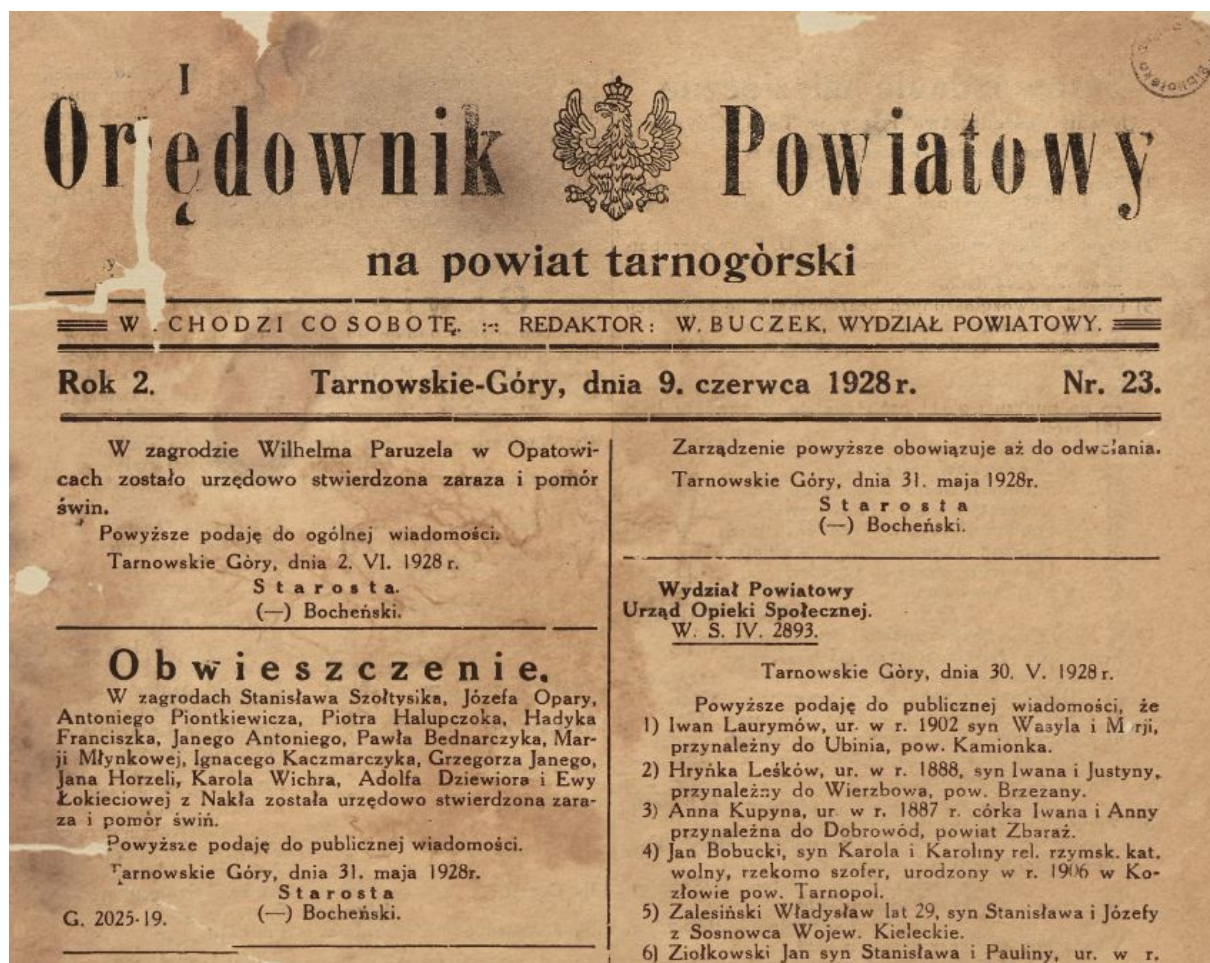 I
Orędownik Powiatowy
na powiat tarnogòrski
W . CHODZI CO SOBOTĘ. :-: REDAKTOR: W. BUCZEK, WYDZIAŁ POWIATOWY.
Rok 2. Tarnowskie-Góry, dnia 9. czerwca 1928 r. Nr. 23.
W zagrodzie Wilhelma Paruzela w Opatowi-
cach zostało urzędowo stwierdzona zaraza i pomór
świn.
Powyższe podaję do ogólnej wiadomości.
Tarnowskie Góry, dnia 2. VI. 1928 r.
Starosta.
(—) Bocheński.
Obwieszczenie.
W zagrodach Stanisława Szołtysika, Józefa Opary,
Antoniego Piontkiewicza, Piotra Halupczoka, Hadyka
Franciszka, Janego Antoniego, Pawła Bednarczyka, Mar-
ji Młynkowej, Ignacego Kaczmarczyka, Grzegorza Janego,
Jana Horzeli, Karola Wichra, Adolfa Dziewiora i Ewy
Łokieciowej z Nakła została urzędowo stwierdzona zara-
za i pomór świń.
Powyższe podaję do publicznej wiadomości.
Tarnowskie Góry, dnia 31. maja 1928r.
Starosta
G. 2025-19. (—) Bocheński.
Zarządzenie powyższe obowiązuje aż do odwołania.
Tarnowskie Góry, dnia 31. maja 1928r.
Starosta
(—) Bocheński.
Wydział Powiatowy
Urząd Opieki Społecznej.
W. S. IV. 2893.
Tarnowskie Góry, dnia 30. V. 1928 r.
Powyższe podaję do publicznej wiadomości, że
1) Iwan Laurymów, ur. w r. 1902 syn Wasyla i Marji,
przynależny do Ubinia, pow. Kamionka.
2) Hryńka Leśków, ur. w r. 1888, syn Iwana i Justyny,
przynależny do Wierzbowa, pow. Brzezany.
3) Anna Kupyna, ur. w r. 1887 r. córka Iwana i Anny
przynależna do Dobrowód, powiat Zbaraż.
4) Jan Bobucki, syn Karola i Karoliny rel. rzymsk. kat.
wolny, rzekomo szofer, urodzony w r. 1906 w Ko-
złowie pow. Tarnopol.
5) Zalesiński Władysław lat 29, syn Stanisława i Józefy
z Sosnowca Wojew. Kieleckie.
6) Ziołkowski Jan syn Stanisława i Pauliny, ur. w r.